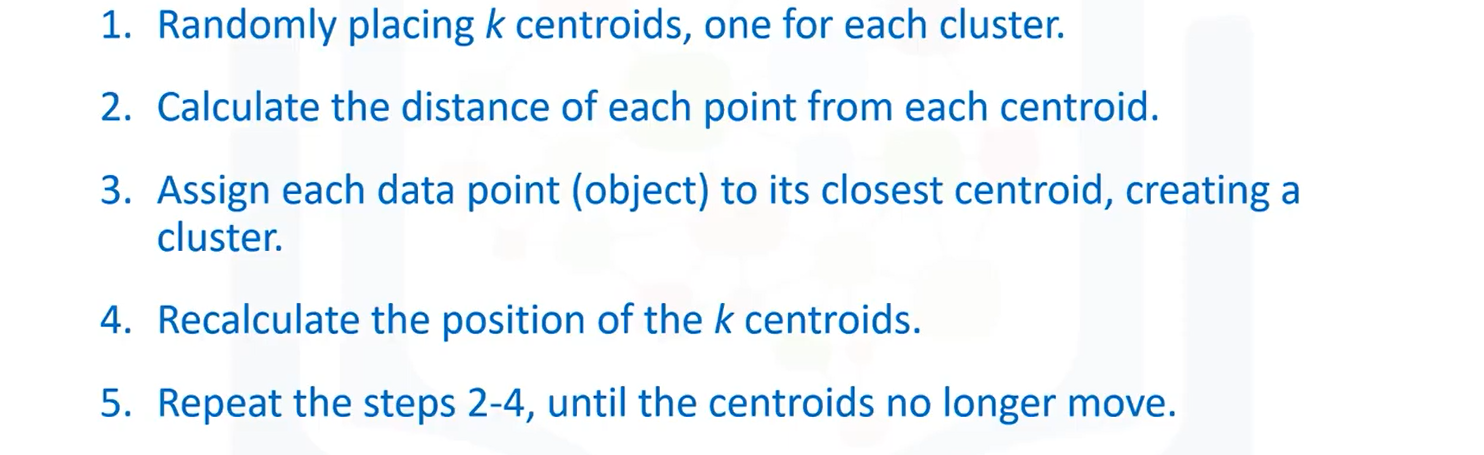 1. Randomly placing k centroids, one for each cluster.
2. Calculate the distance of each point from each centroid.
3. Assign each data point (object) to its closest centroid, creating a
cluster.
4. Recalculate the position of the k centroids.
5. Repeat the steps 2-4, until the centroids no longer move.